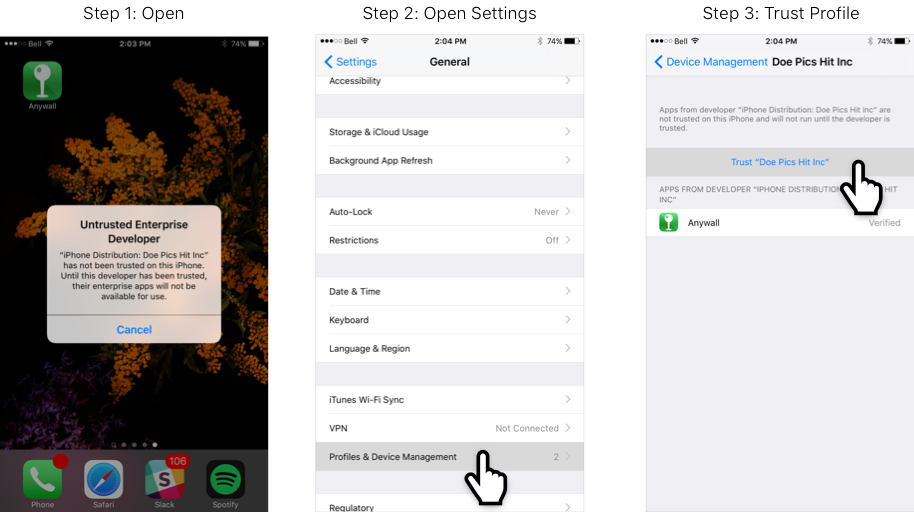 Step 1: Open
Bell
2:03 PM
74%
Anywall
Untrusted Enterprise
Developer
“iPhone Distribution: Doe Pics Hit Inc”
has not been trusted on this iPhone.
Until this developer has been trusted,
their enterprise apps will not be
available for use.
Cancel
106
Phone
Safari
Slack
Spotify
Step 2: Open Settings
Bell
2:04 PM
74%
Settings
General
Accessibility
Storage & iCloud Usage
Background App Refresh
Auto-Lock
Never
Restrictions
Off
Date & Time
Keyboard
Language & Region
iTunes Wi-Fi Sync
VPN
Not Connected
Profiles & Device Management
2
Regulatory
Step 3: Trust Profile
Bell
2:04 PM
74%
Device Management
Doe Pics Hit Inc
Apps from developer “iPhone Distribution: Doe Pics Hit Inc” are
not trusted on this iPhone and will not run until the developer is
trusted.
Trust “Doe Pics Hit Inc”
APPS FROM DEVELOPER “IPHONE HIT
INC”
Anywall
Verified